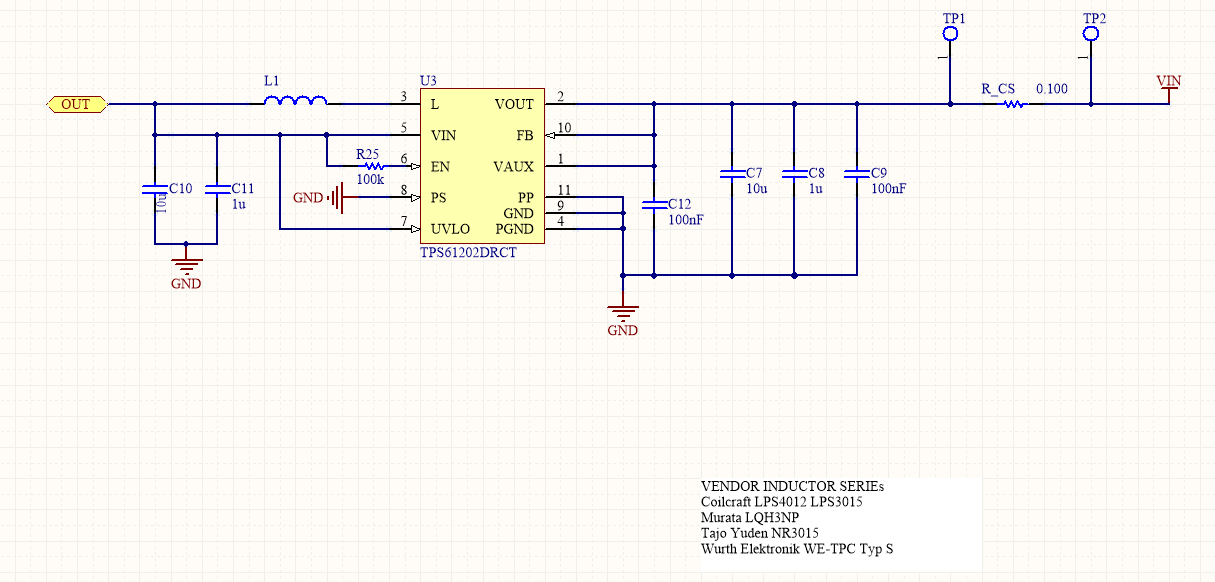 TP1
TP2
L1
U3
R_CS 0.100
VIN
OUT
3 L VOUT 2
5 VIN FB 10
R25
6 EN VAUX 1
100k
C10
10u
C11
1u
GND
8 PS PP 11
GND 9
7 UVLO PGND 4
TPS61202DRCT
C7
10u
C8
1u
C9
100nF
C12
100nF
1
1
GND
GND
VENDOR INDUCTOR SERIEs
Coilcraft LPS4012 LPS3015
Murata LQH3NP
Tajo Yuden NR3015
Wurth Elektronik WE-TPC Typ S